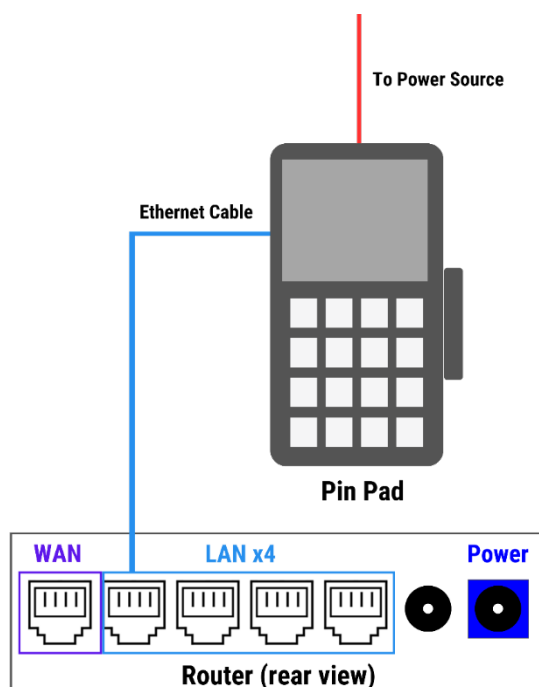 To Power Source
Ethernet Cable
Pin Pad
WAN
LAN x4
Power
Router (rear view)